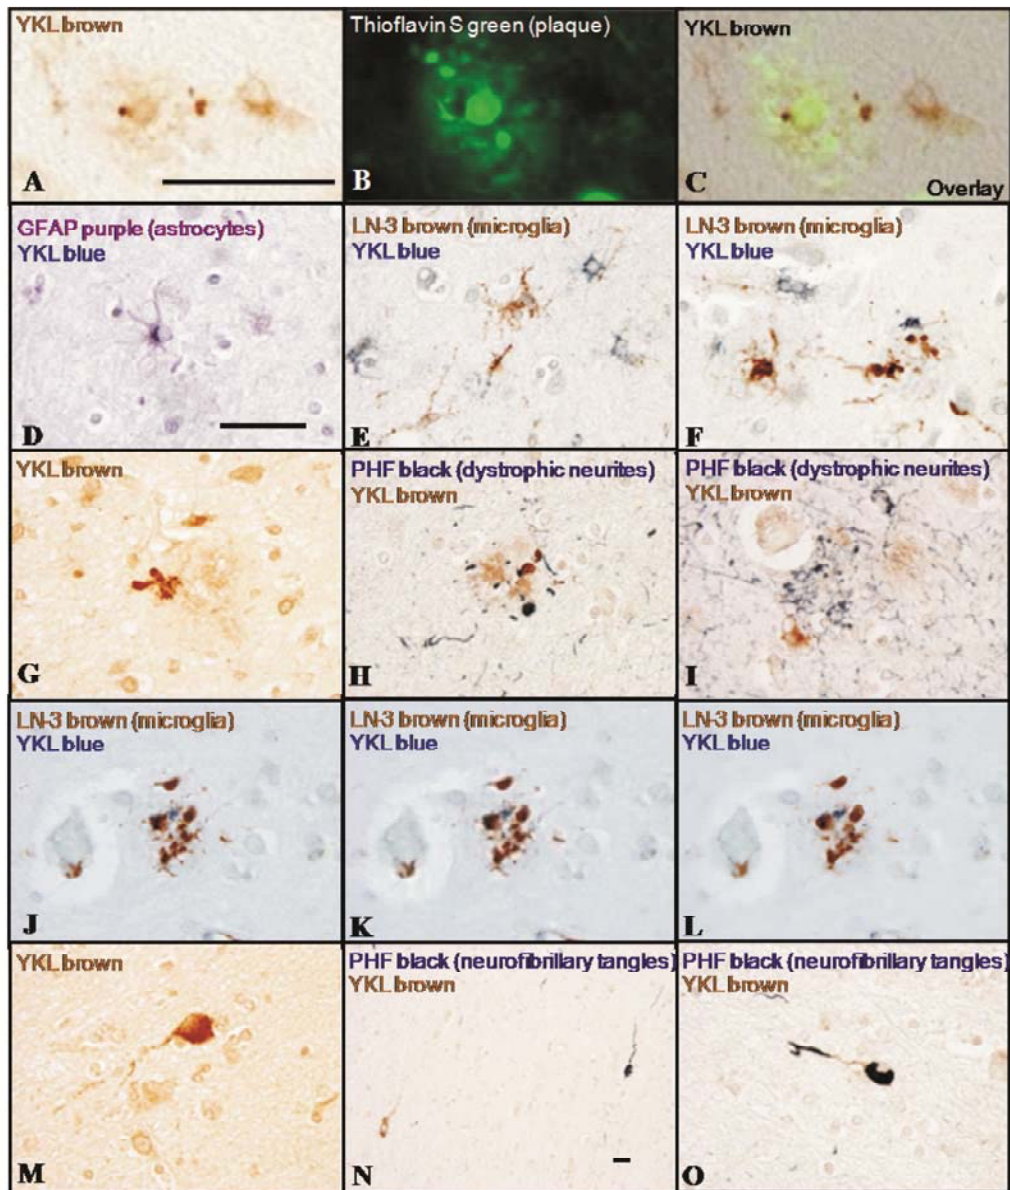 YKL brown
A
Thioflavin S green (plaque)
B
YKL brown
C
Overlay
GFAP purple (astrocytes)
YKL blue
D
LN-3 brown (microglia)
YKL blue
E
LN-3 brown (microglia)
YKL blue
F
YKL brown
G
PHF black (dystrophic neurites)
YKL brown
H
PHF black (dystrophic neurites)
YKL brown
I
LN-3 brown (microglia)
YKL blue
J
LN-3 brown (microglia)
YKL blue
K
LN-3 brown (microglia)
YKL blue
L
YKL brown
M
PHF black (neurofibrillary tangles)
YKL brown
N
PHF black (neurofibrillary tangles)
YKL brown
O